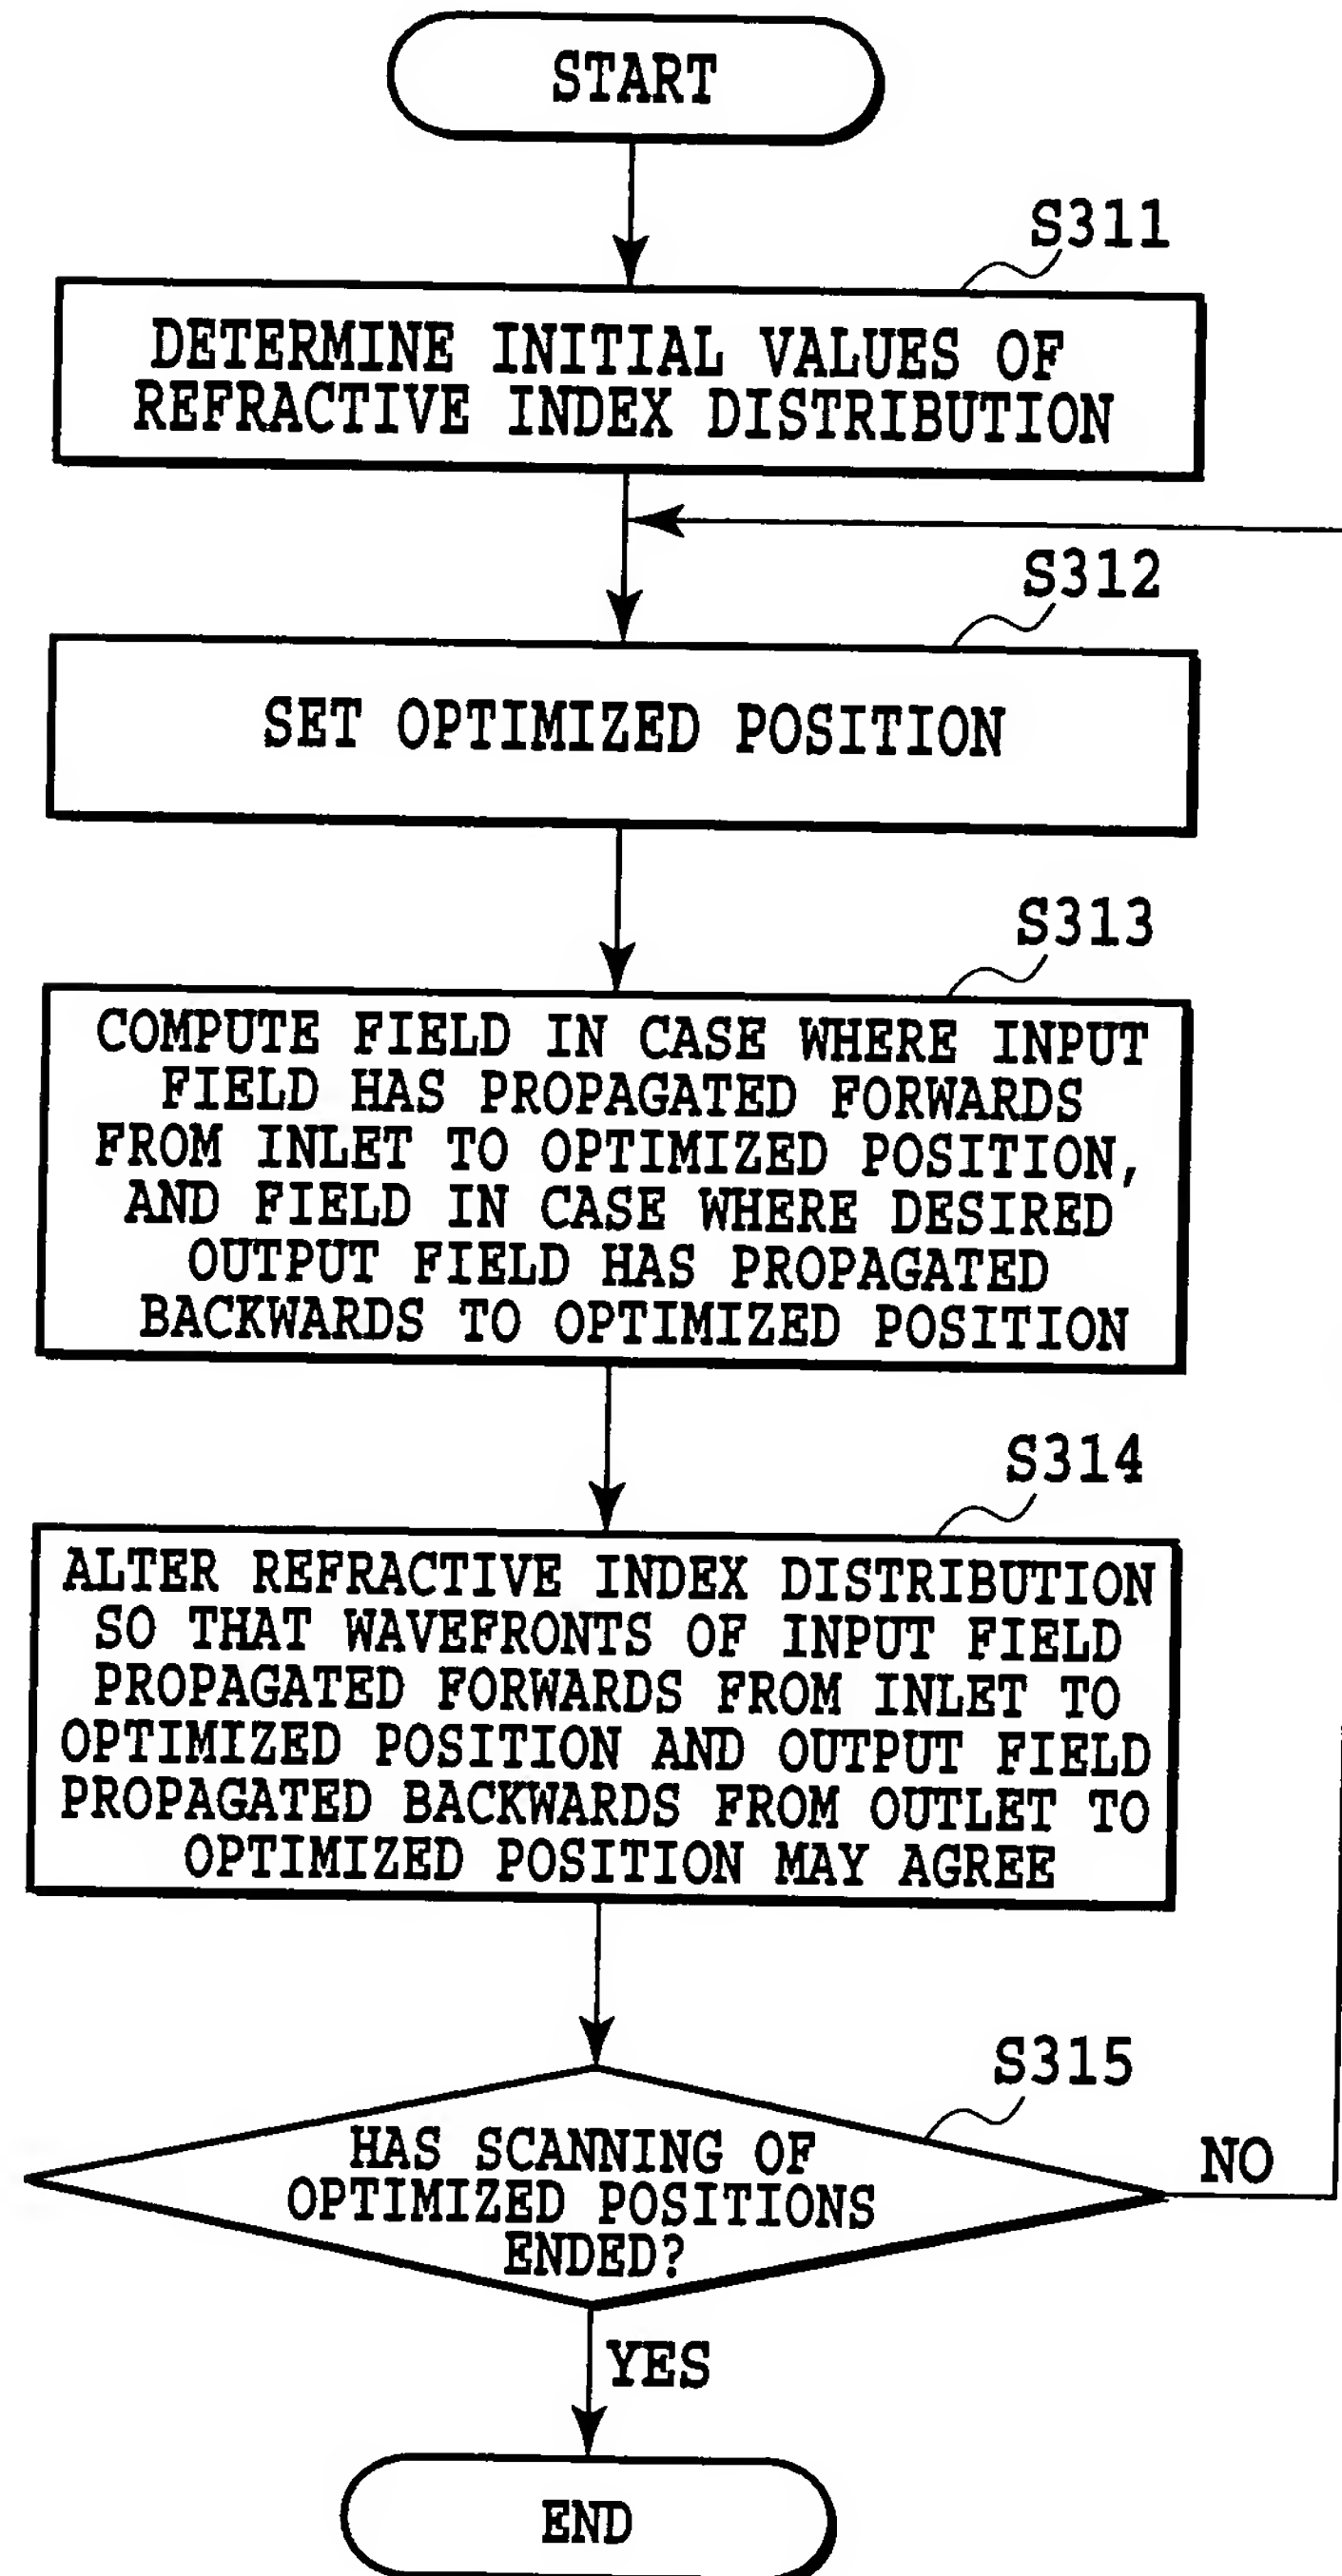 START
S311
DETERMINE INITIAL VALUES OF
REFRACTIVE INDEX DISTRIBUTION
S312
SET OPTIMIZED POSITION
S313
COMPUTE FIELD IN CASE WHERE INPUT
FIELD HAS PROPAGATED FORWARDS
FROM INLET TO OPTIMIZED POSITION,
AND FIELD IN CASE WHERE DESIRED
OUTPUT FIELD HAS PROPAGATED
BACKWARDS TO OPTIMIZED POSITION
S314
ALTER REFRACTIVE INDEX DISTRIBUTION
SO THAT WAVEFRONTS OF INPUT FIELD
PROPAGATED FORWARDS FROM INLET TO
OPTIMIZED POSITION AND OUTPUT FIELD
PROPAGATED BACKWARDS FROM OUTLET TO
OPTIMIZED POSITION MAY AGREE
S315
HAS SCANNING OF
OPTIMIZED POSITIONS
ENDED?
NO
YES
END